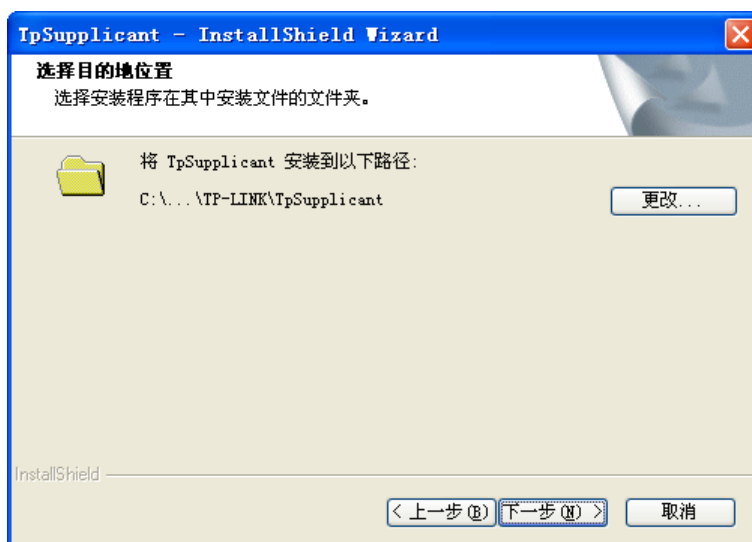 TpSupplicant - InstallShield Wizard
选择目的地位置
选择安装程序在其中安装文件的文件夹。
将 TpSupplicant 安装到以下路径:
C:\...\TP-LINK\TpSupplicant
更改...
InstallShield
< 上一步(B) 下一步(N) > 取消